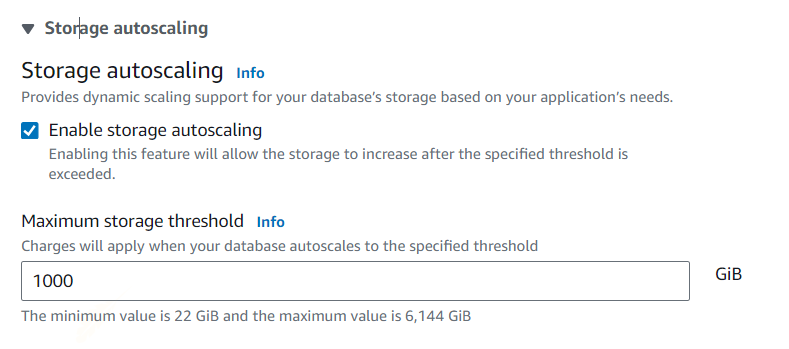 Storage autoscaling
Storage autoscaling Info
Provides dynamic scaling support for your database's storage based on your application's needs.
Enable storage autoscaling
Enabling this feature will allow the storage to increase after the specified threshold is
exceeded.
Maximum storage threshold Info
Charges will apply when your database autoscales to the specified threshold
1000 GiB
The minimum value is 22 GiB and the maximum value is 6,144 GiB